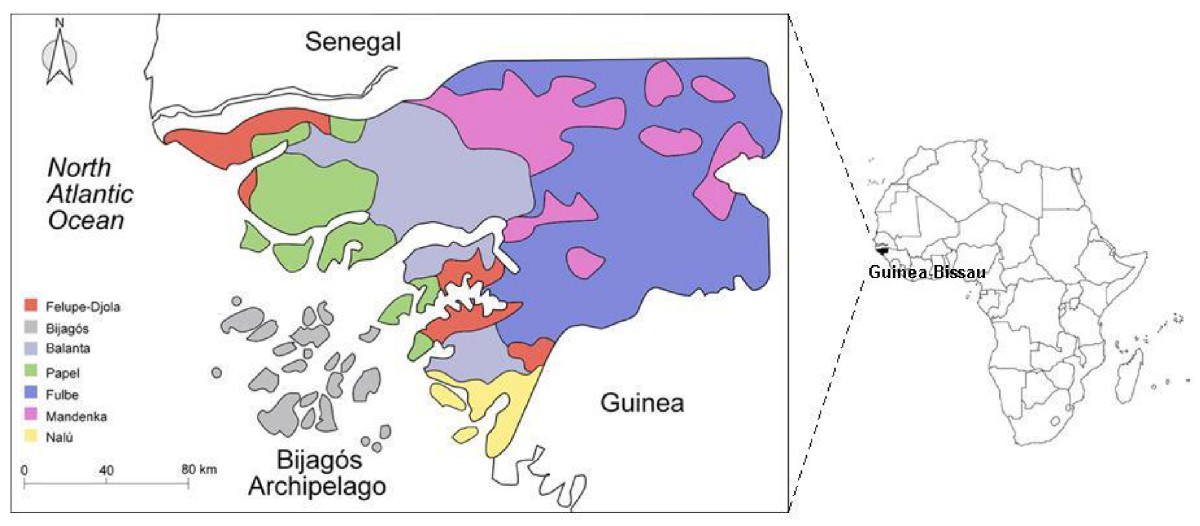 N
Senegal
North
Atlantic
Ocean
Guinea-Bissau
Felupe-Djola
Bijagós
Balanta
Papel
Fulbe
Mandenka
Nalú
Guinea
0 40 80 km
Bijagós
Archipelago